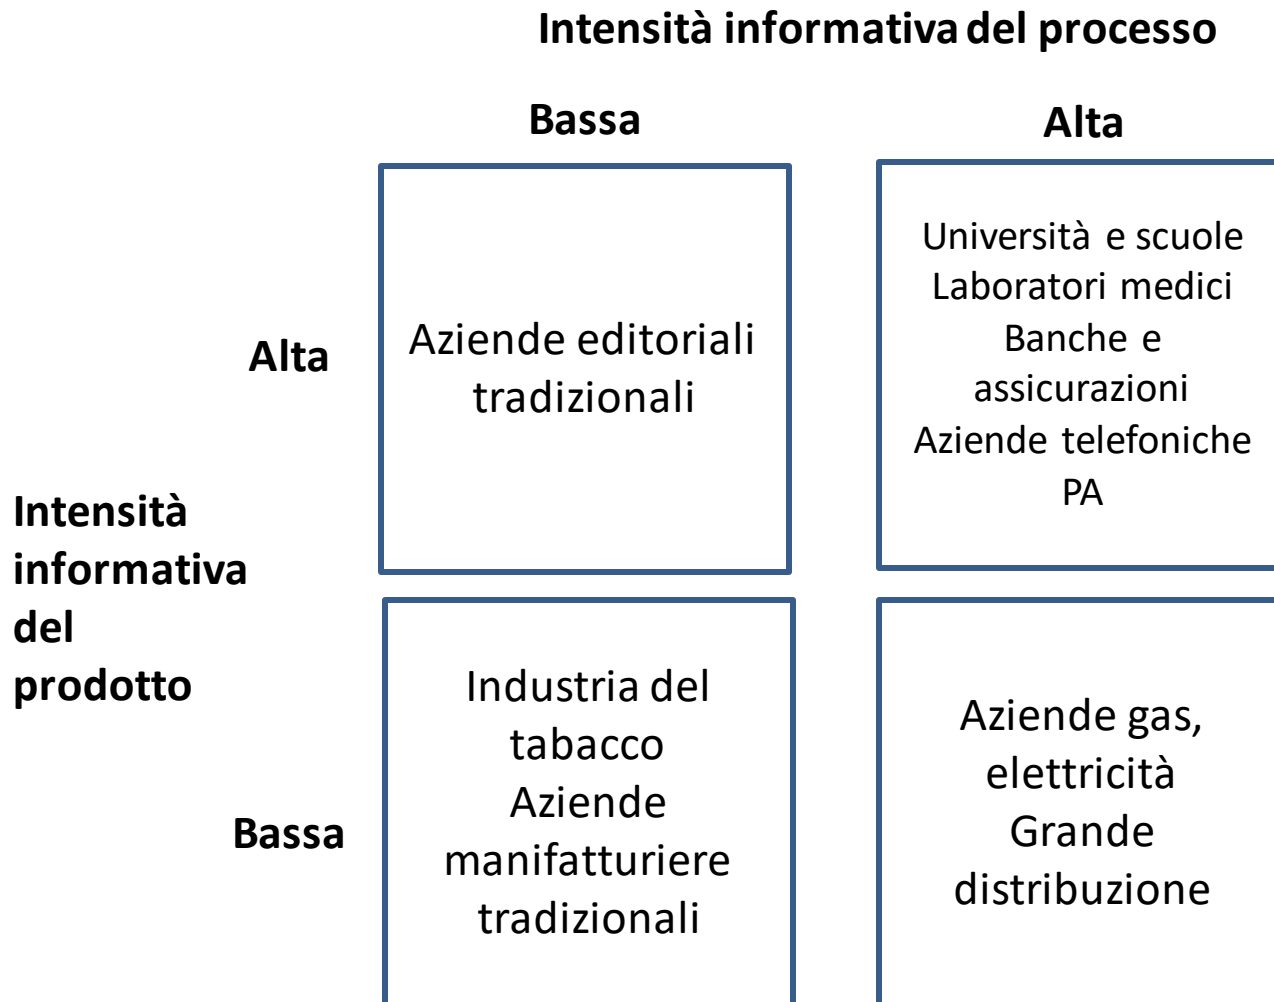 Intensità informativa del processo
Bassa
Alta
Alta
Aziende editoriali
tradizionali
Università e scuole
Laboratori medici
Banche e
assicurazioni
Aziende telefoniche
PA
Intensità
informativa
del
prodotto
Bassa
Industria del
tabacco
Aziende
manifatturiere
tradizionali
Aziende gas,
elettricità
Grande
distribuzione